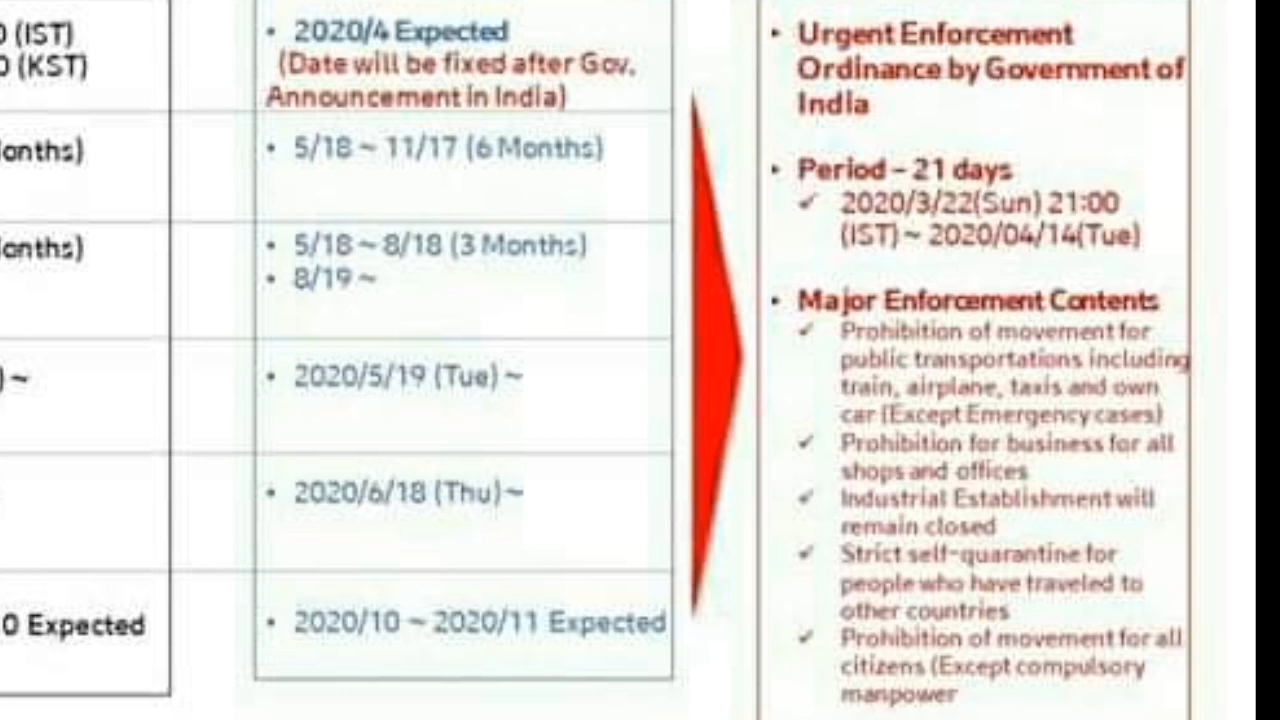 0 (IST)
0 (KST)
onths)
onths)
) ~
0 Expected
• 2020/4 Expected
(Date will be fixed after Gov.
Announcement in India)
• 5/18 ~ 11/17 (6 Months)
• 5/18 ~ 8/18 (3 Months)
• 8/19 ~
• 2020/5/19 (Tue) ~
• 2020/6/18 (Thu) ~
• 2020/10 ~ 2020/11 Expected
• Urgent Enforcement
Ordinance by Government of
India
• Period – 21 days
✓ 2020/3/22(Sun) 21:00
(IST) ~ 2020/04/14(Tue)
• Major Enforcement Contents
✓ Prohibition of movement for
public transportations including
train, airplane, taxis and own
car (Except Emergency cases)
✓ Prohibition for business for all
shops and offices
✓ Industrial Establishment will
remain closed
✓ Strict self-quarantine for
people who have traveled to
other countries
✓ Prohibition of movement for all
citizens (Except compulsory
manpower